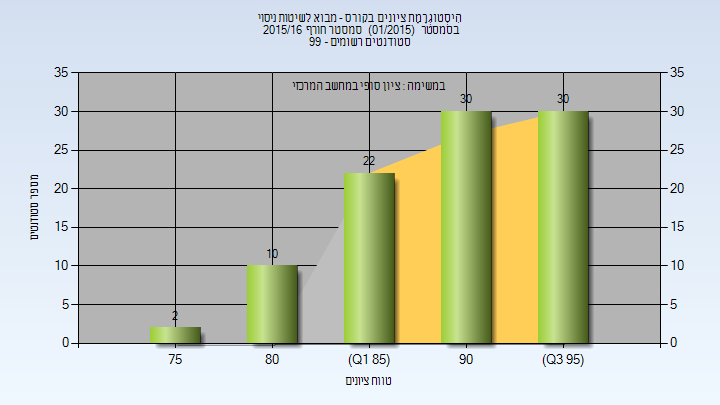 היסטוגרמת ציונים בקורס - מבוא לשיטות ניסוי
בסמסטר (01/2015) סמסטר חורף 2015/16
סטודנטים רשומים - 99
במשימה : ציון סופי במחשב המרכזי
35 35
30 30
25 25
20 20
15 15
10 10
5 5
0 0
2 10 22 30 30
מספר סטודנטים
75 80 (Q1 85) 90 (Q3 95)
טווח ציונים